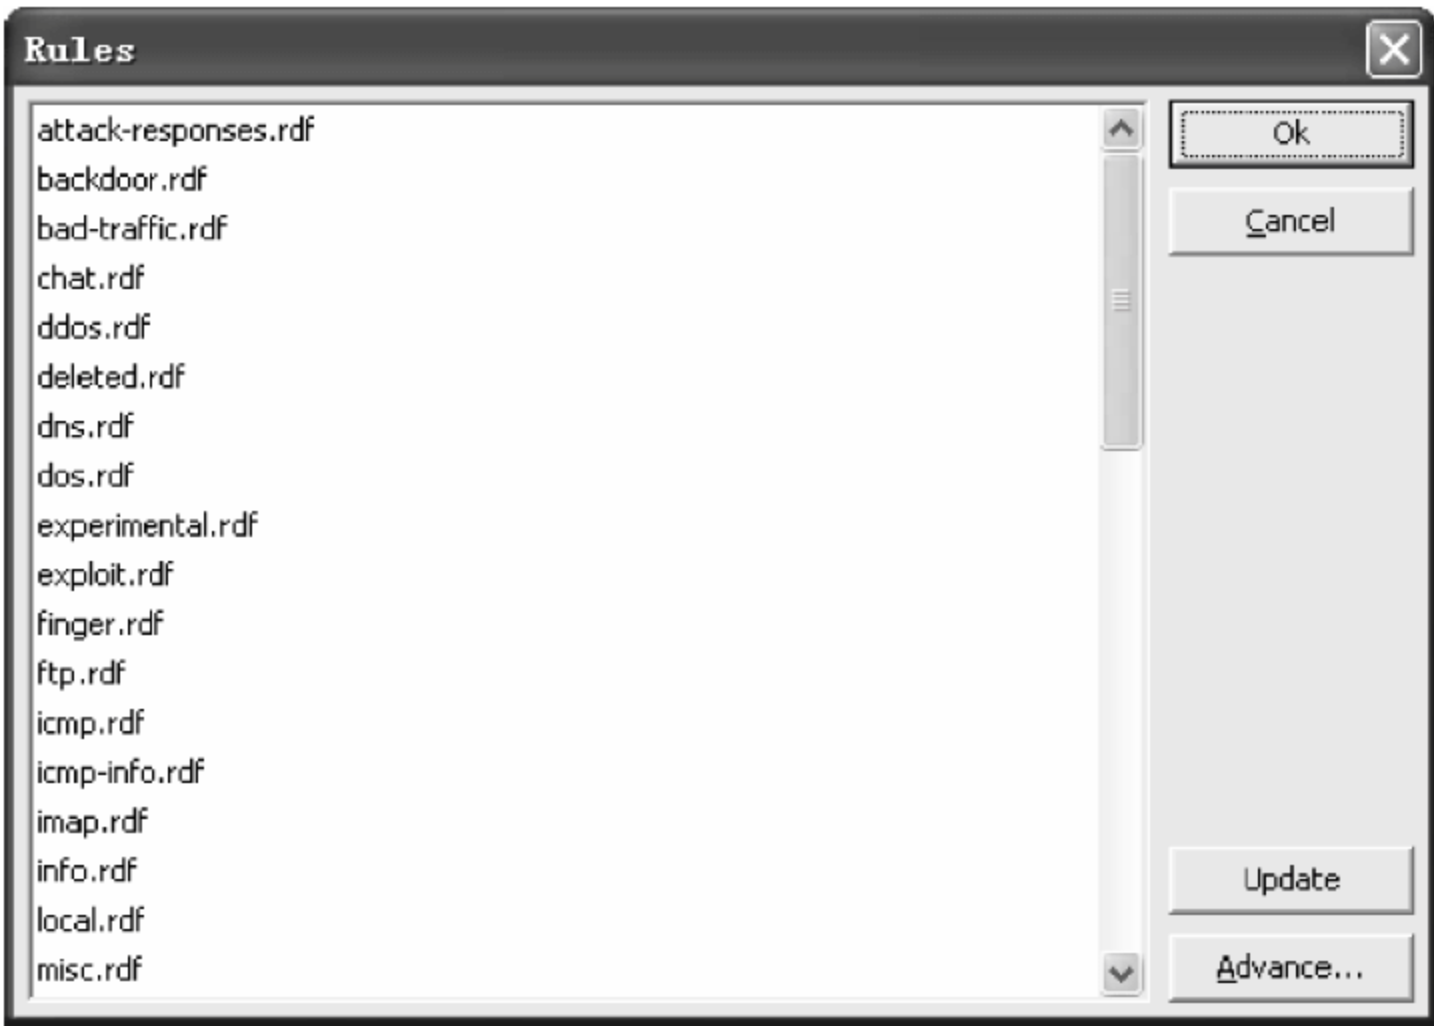 Rules
attack-responses.rdf
backdoor.rdf
bad-traffic.rdf
chat.rdf
ddos.rdf
deleted.rdf
dns.rdf
dos.rdf
experimental.rdf
exploit.rdf
finger.rdf
ftp.rdf
icmp.rdf
icmp-info.rdf
imap.rdf
info.rdf
local.rdf
misc.rdf
Ok
Cancel
Update
Advance...